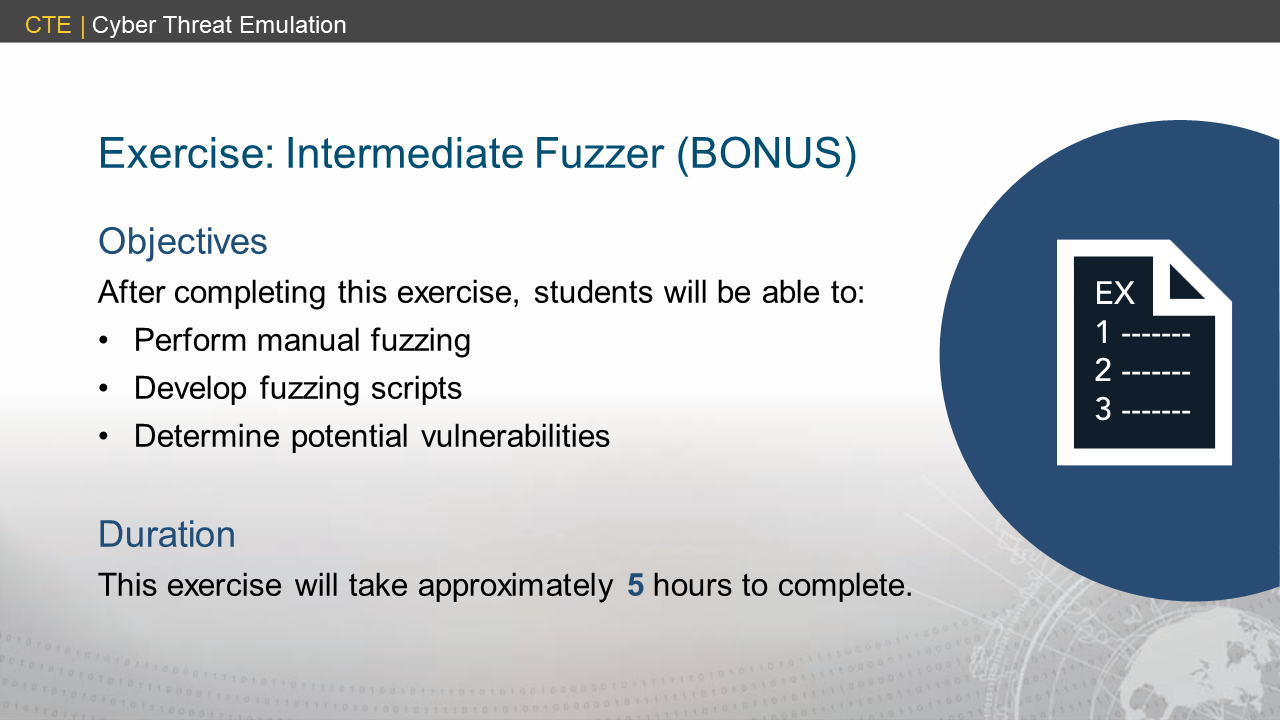 CTE | Cyber Threat Emulation
Exercise: Intermediate Fuzzer (BONUS)
Objectives
After completing this exercise, students will be able to:
• Perform manual fuzzing
• Develop fuzzing scripts
• Determine potential vulnerabilities
Duration
This exercise will take approximately 5 hours to complete.
EX
1 -------
2 -------
3 -------